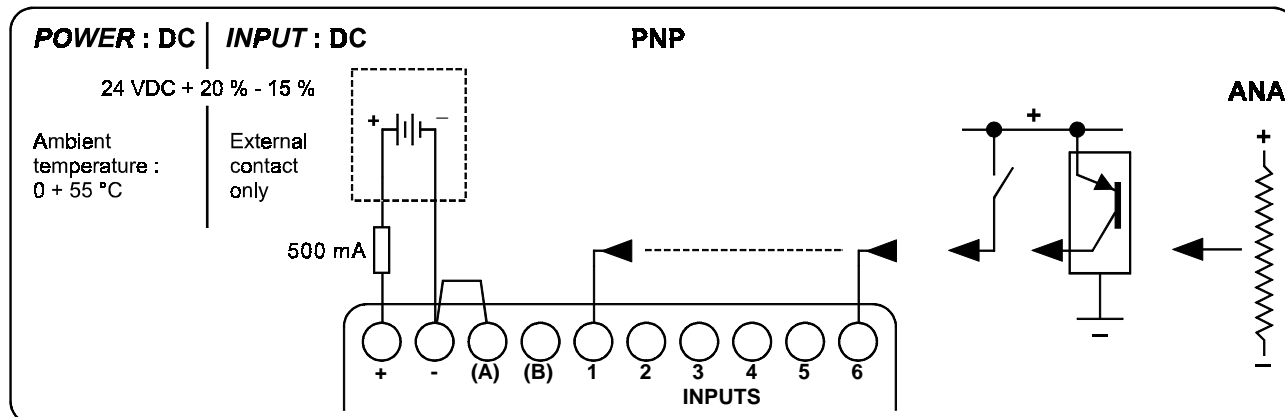 POWER : DC INPUT : DC PNP
24 VDC + 20 % - 15 %
ANA
Ambient temperature : 0 + 55 °C
External contact only
+ –
+
+
500 mA
–
–
+ - (A) (B) 1 2 3 4 5 6
INPUTS